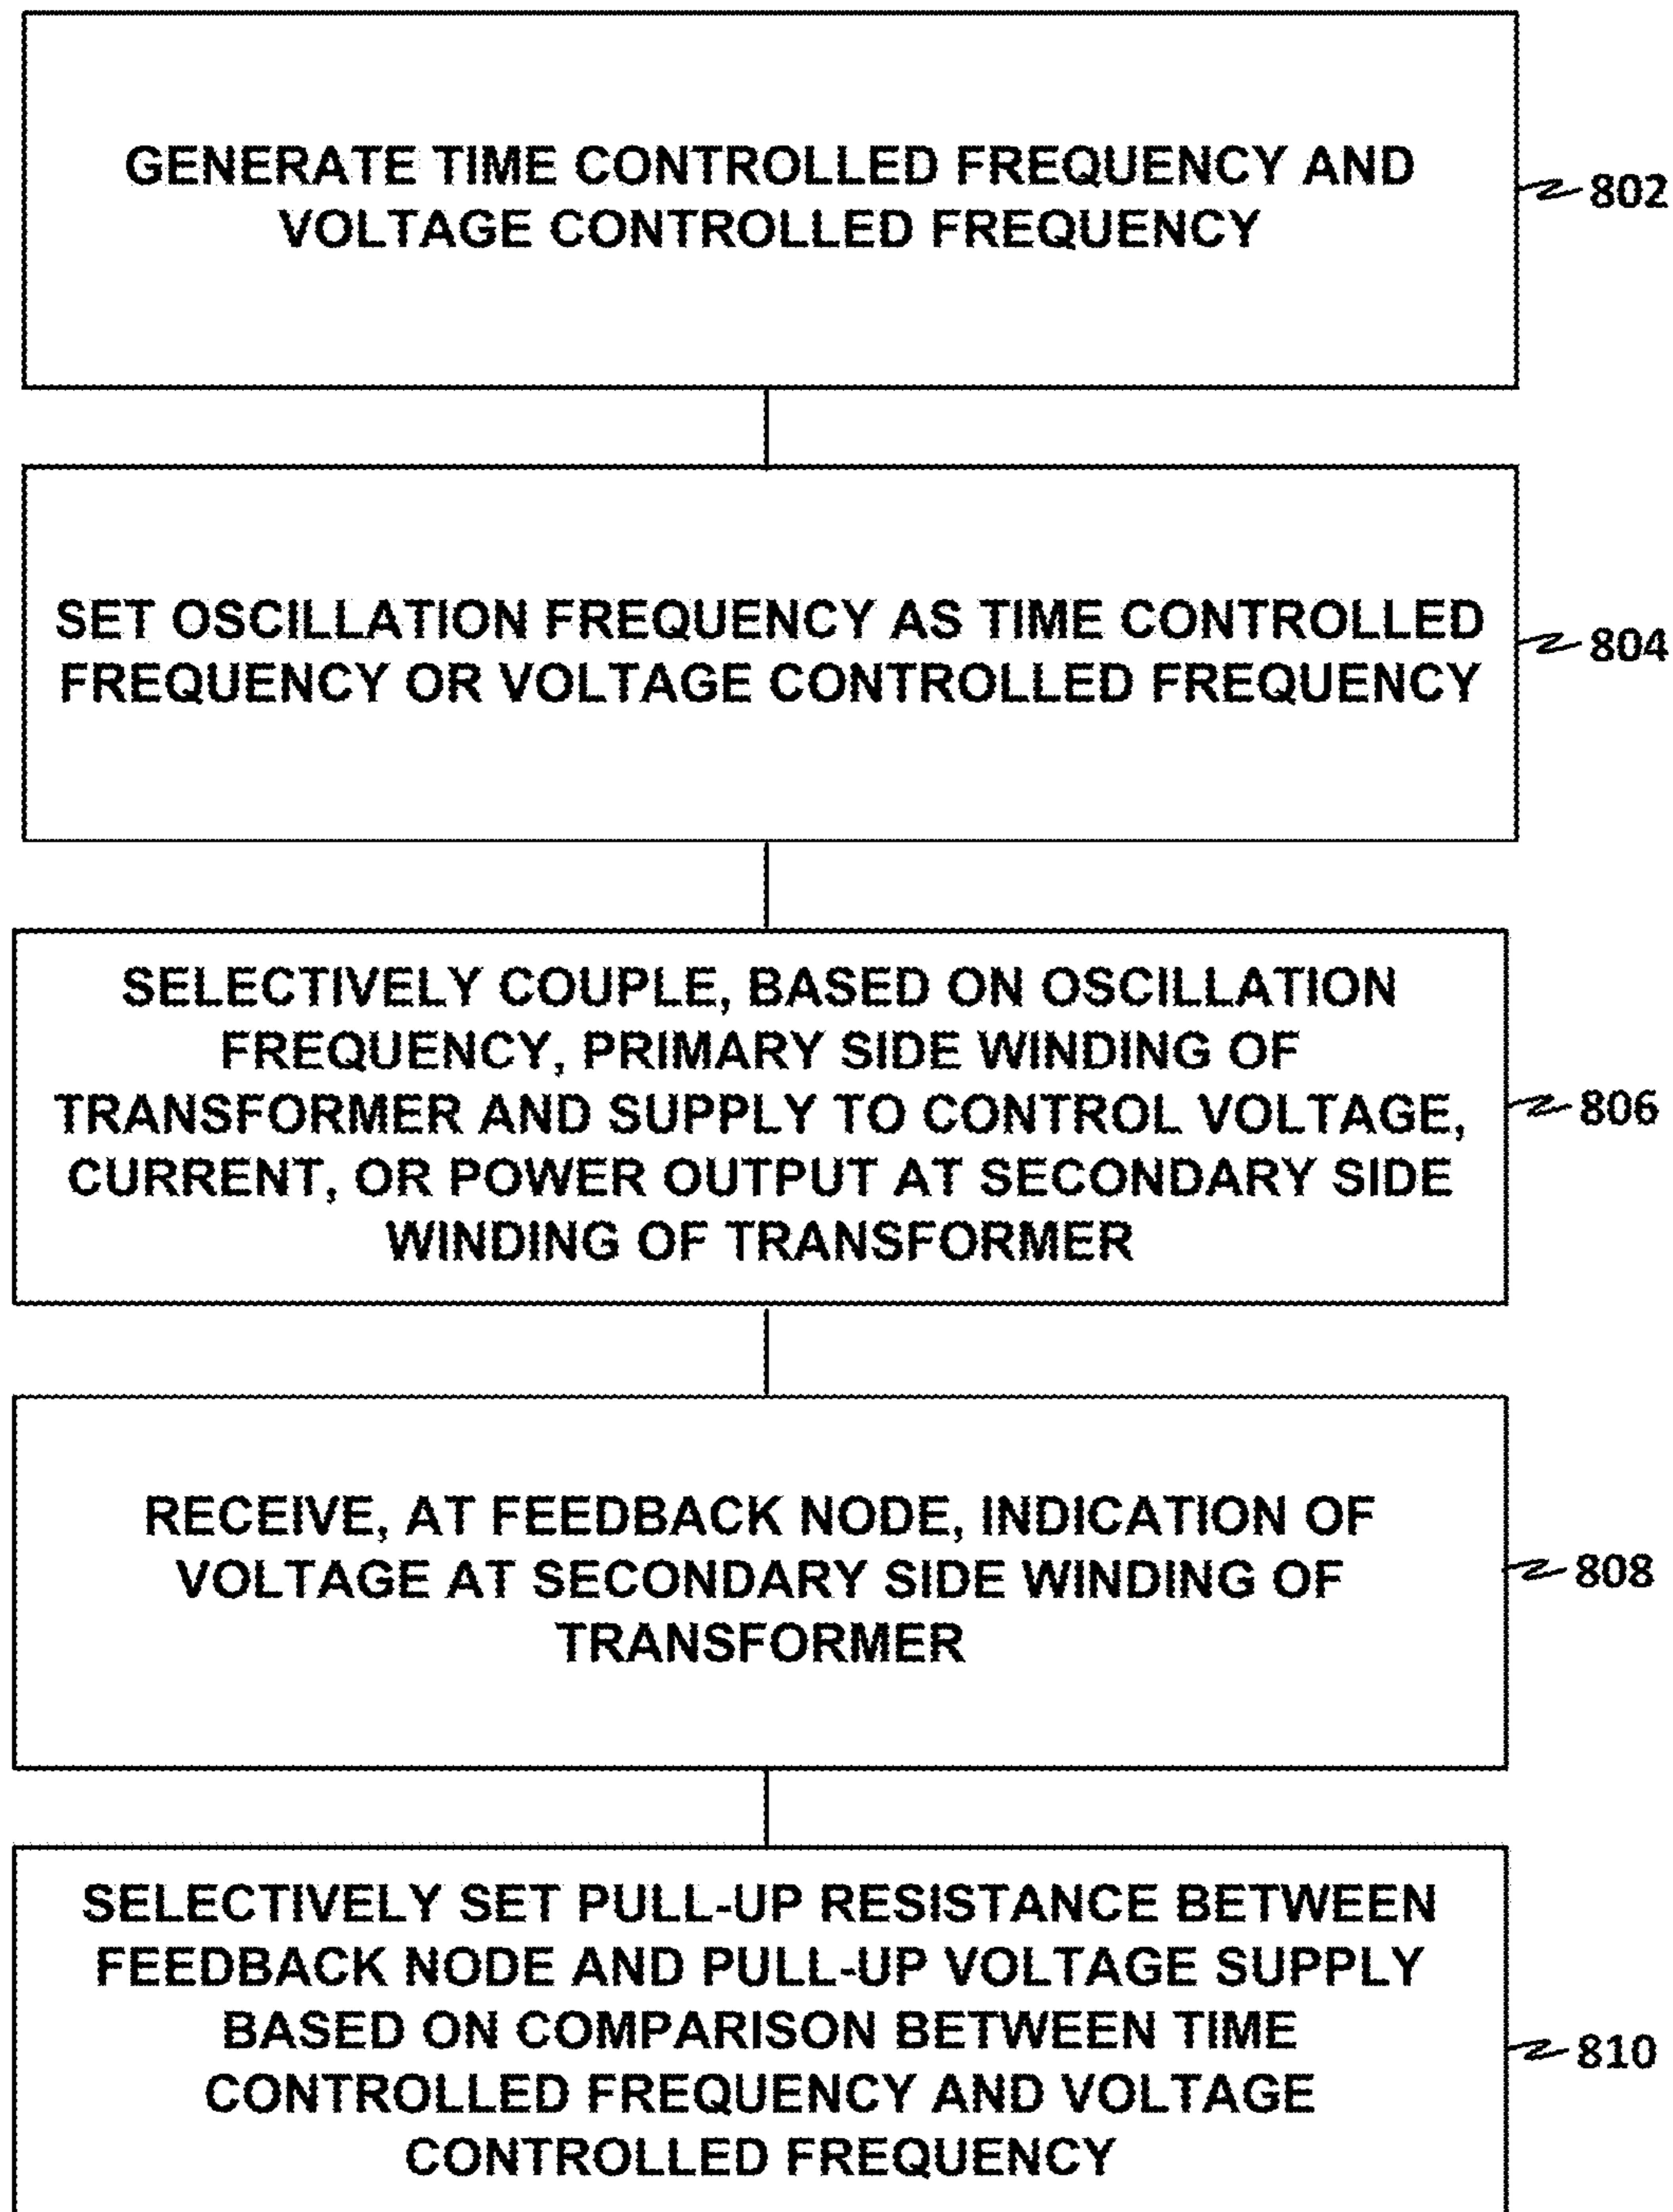 GENERATE TIME CONTROLLED FREQUENCY AND
VOLTAGE CONTROLLED FREQUENCY
802
SET OSCILLATION FREQUENCY AS TIME CONTROLLED
FREQUENCY OR VOLTAGE CONTROLLED FREQUENCY
804
SELECTIVELY COUPLE, BASED ON OSCILLATION
FREQUENCY, PRIMARY SIDE WINDING OF
TRANSFORMER AND SUPPLY TO CONTROL VOLTAGE,
CURRENT, OR POWER OUTPUT AT SECONDARY SIDE
WINDING OF TRANSFORMER
806
RECEIVE, AT FEEDBACK NODE, INDICATION OF
VOLTAGE AT SECONDARY SIDE WINDING OF
TRANSFORMER
808
SELECTIVELY SET PULL-UP RESISTANCE BETWEEN
FEEDBACK NODE AND PULL-UP VOLTAGE SUPPLY
BASED ON COMPARISON BETWEEN TIME
CONTROLLED FREQUENCY AND VOLTAGE
CONTROLLED FREQUENCY
810